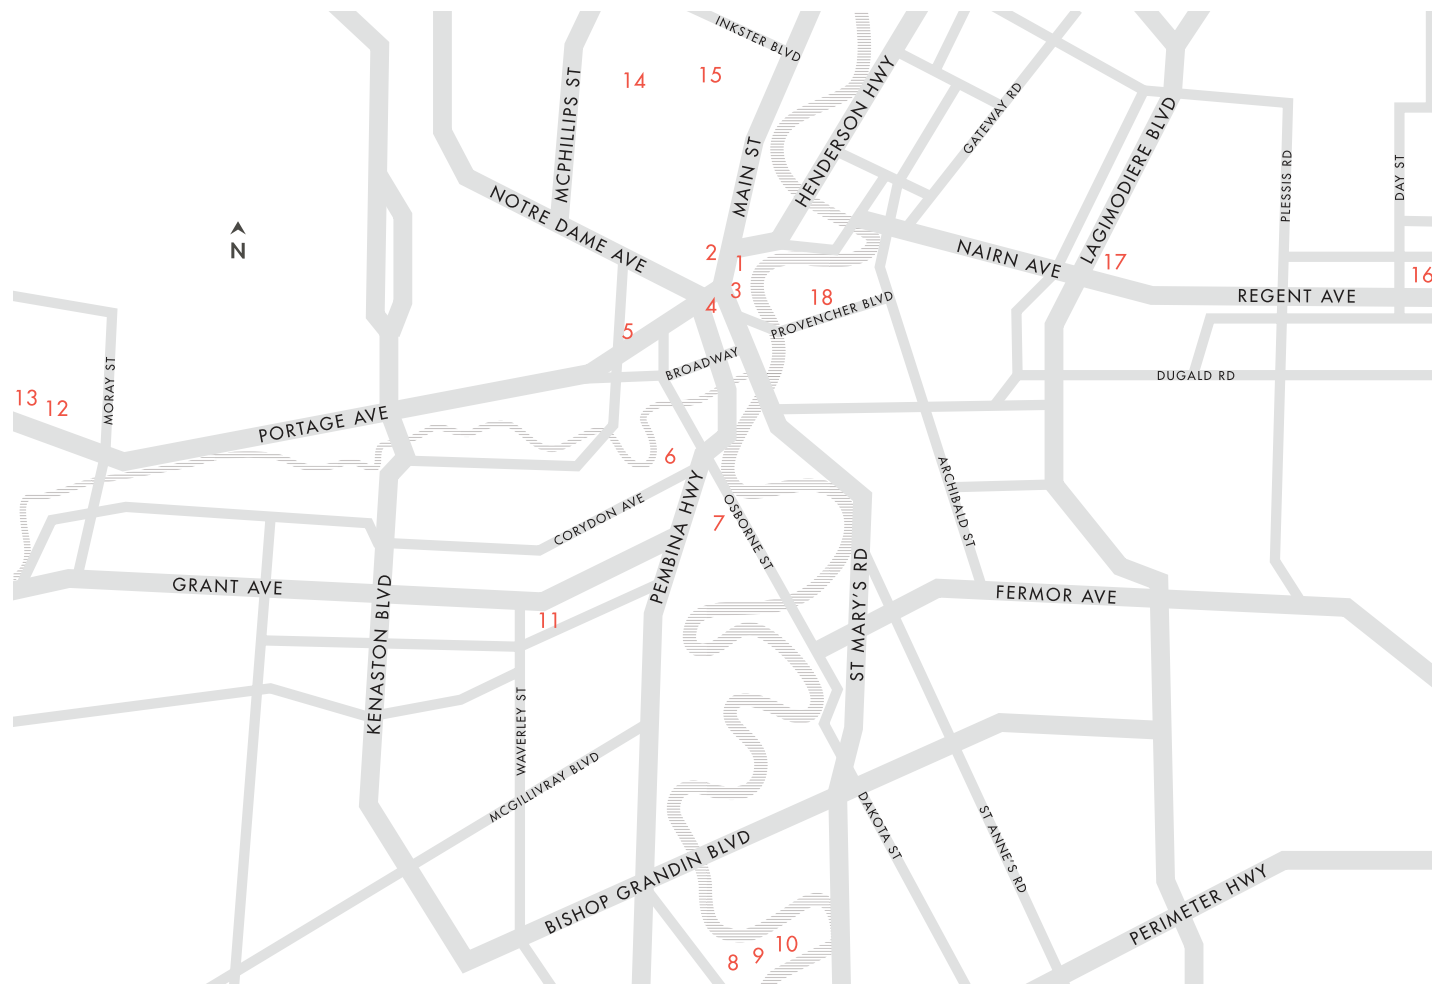 INKSTER BLVD
MCPHILLIPS ST
14
15
MAIN ST
HENDERSON HWY
GATEWAY RD
LAGIMODIERE BLVD
PLESSIS RD
DAY ST
NOTRE DAME AVE
N
2
1
3
4
NAIRN AVE
17
16
REGENT AVE
18
PROVENCHER BLVD
5
BROADWAY
DUGALD RD
MORAY ST
13
12
PORTAGE AVE
6
CORYDON AVE
PEMBINA HWY
7
OSBORNE ST
ARCHIBALD ST
GRANT AVE
KENASTON BLVD
11
ST MARY'S RD
FERMOR AVE
WAVERLEY ST
MCGILLIVRAY BLVD
BISHOP GRANDIN BLVD
DAKOTA ST
ST ANNE'S RD
PERIMETER HWY
8
9
10